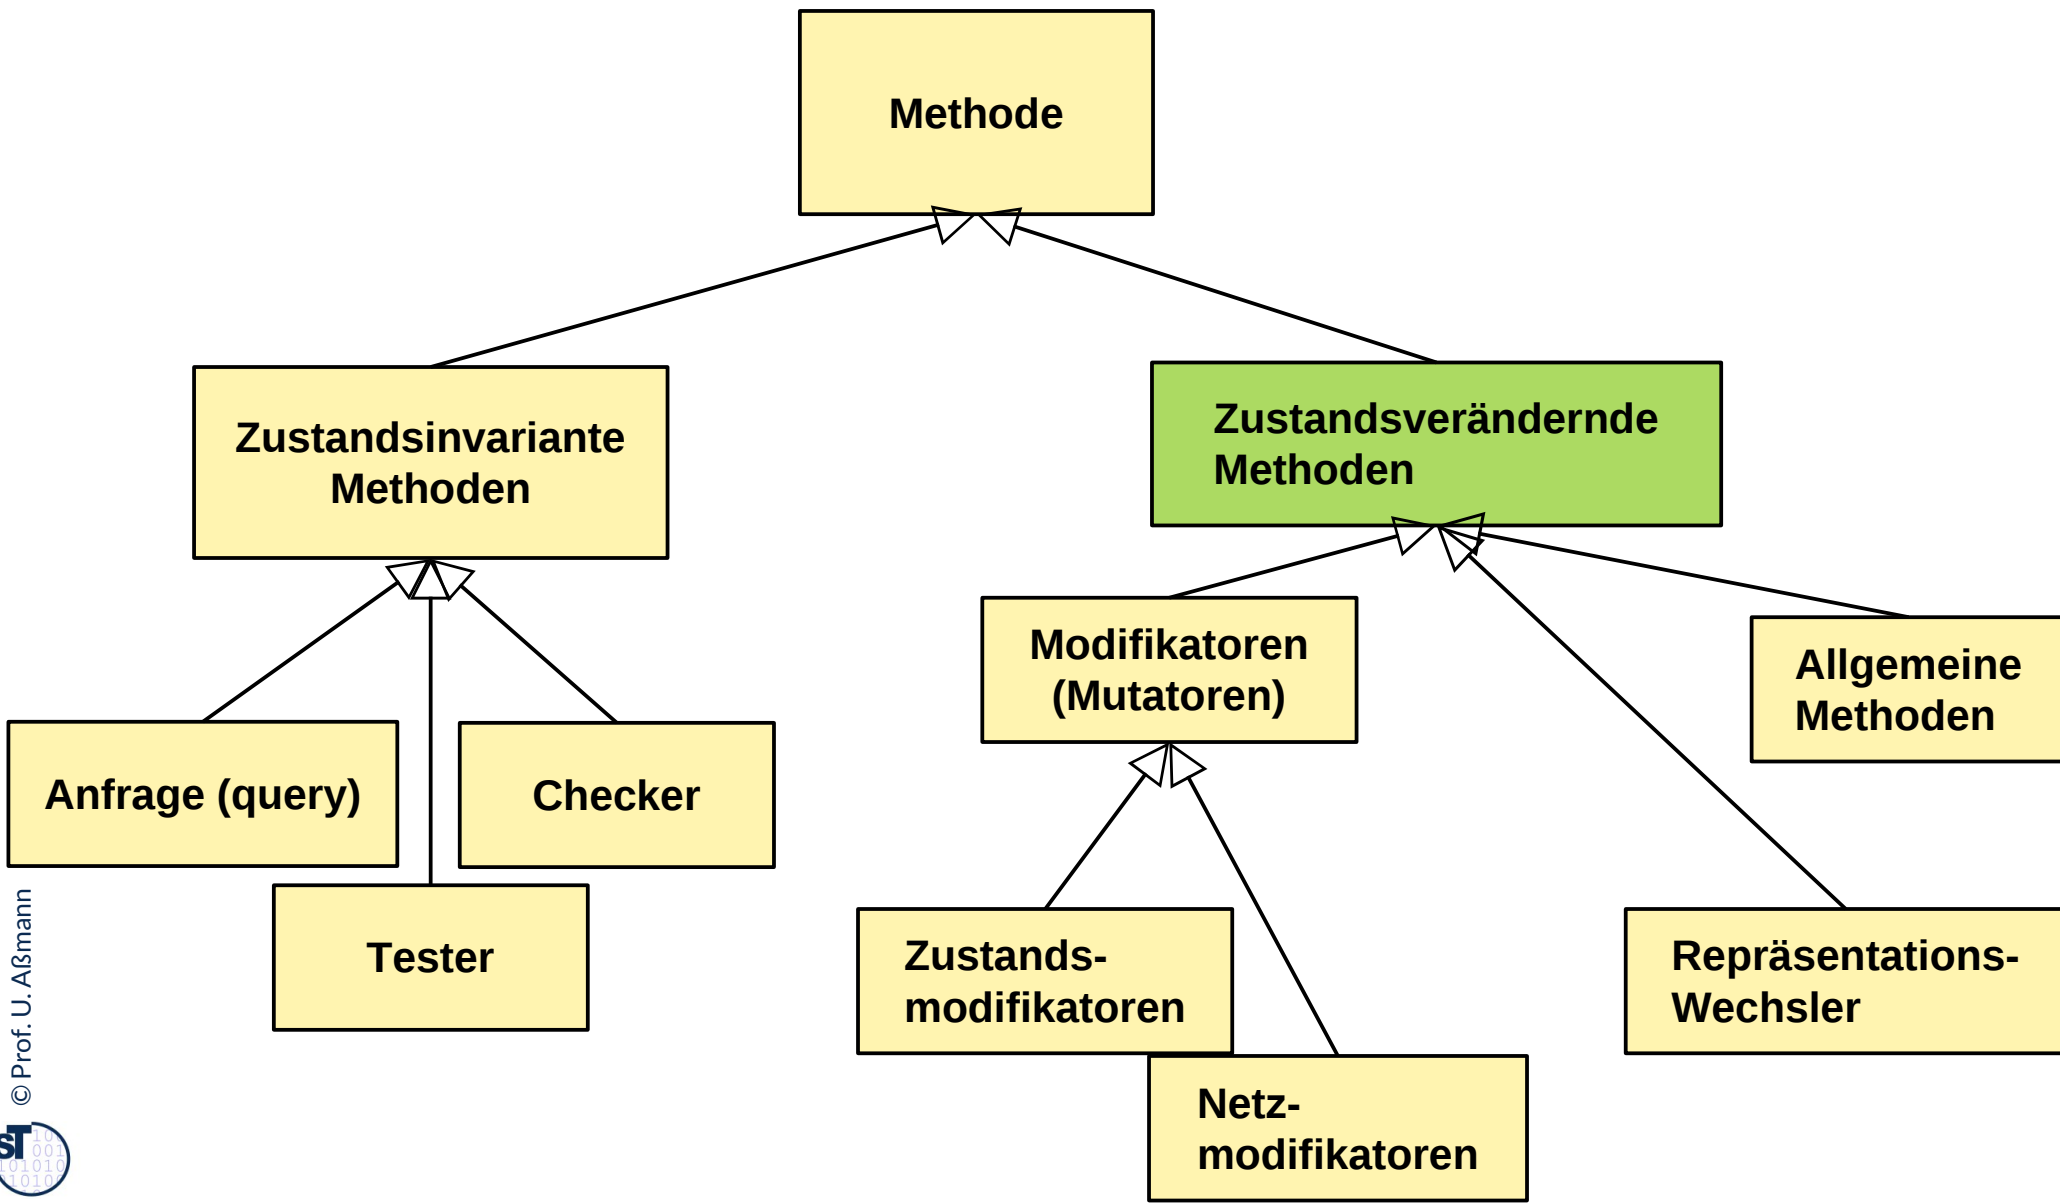 Methode
Zustandsinvariante
Methoden
Zustandsverändernde
Methoden
Modifikatoren
(Mutatoren)
Allgemeine
Methoden
Anfrage (query)
Checker
Tester
Zustands-
modifikatoren
Repräsentations-
Wechsler
Netz-
modifikatoren
© Prof. U. Aßmann
ST